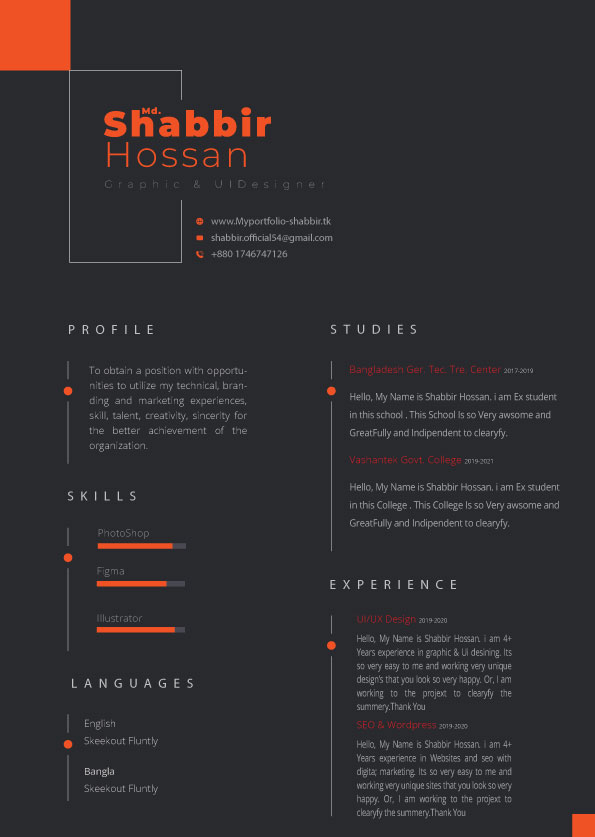 Md.
Shabbir
Hossan
Graphic & UIDesigner
www.Myportfolio-shabbir.tk
shabbir.official54@gmail.com
+880 1746747126
PROFILE
To obtain a position with opportu-
nities to utilize my technical, bran-
ding and marketing experiences,
skill, talent, creativity, sincerity for
the better achievement of the
organization.
SKILLS
PhotoShop
Figma
Illustrator
LANGUAGES
English
Skeekout Fluntly
Bangla
Skeekout Fluntly
STUDIES
Bangladesh Ger. Tec. Tre. Center 2017-2019
Hello, My Name is Shabbir Hossan. i am Ex student
in this school . This School Is so Very awsome and
GreatFully and Indipendent to clearyfy.
Vashantek Govt. College 2019-2021
Hello, My Name is Shabbir Hossan. i am Ex student
in this College . This College Is so Very awsome and
GreatFully and Indipendent to clearyfy.
EXPERIENCE
UI/UX Design 2019-2020
Hello, My Name is Shabbir Hossan. i am 4+
Years experience in graphic & Ui desining. Its
so very easy to me and working very unique
design's that you look so very happy. Or, I am
working to the projext to clearyfy the
summery.Thank You
SEO & Wordpress 2019-2020
Hello, My Name is Shabbir Hossan. i am 4+
Years experience in Websites and seo with
digita; marketing. Its so very easy to me and
working very unique sites that you look so very
happy. Or, I am working to the projext to
clearyfy the summery.Thank You